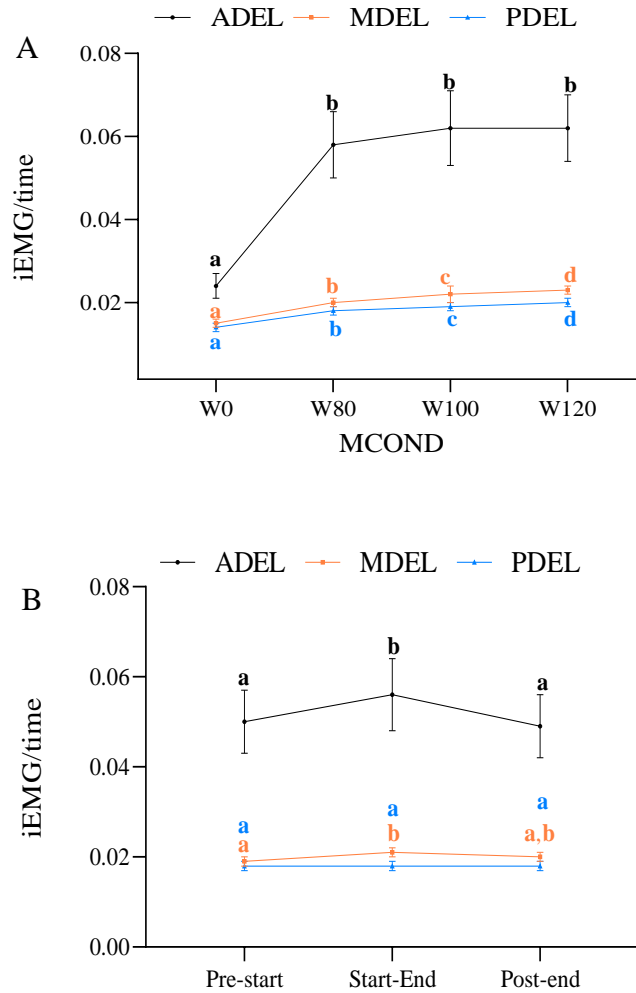 ADEL MDEL PDEL
A
0.08
b b b
0.06
iEMG/time
0.04
a
b c d
0.02
a
a b c d
W0 W80 W100 W120
MCOND
ADEL MDEL PDEL
B
0.08
a b a
0.06
iEMG/time
0.04
a a a
a b a,b
0.02
0.00
Pre-start Start-End Post-end